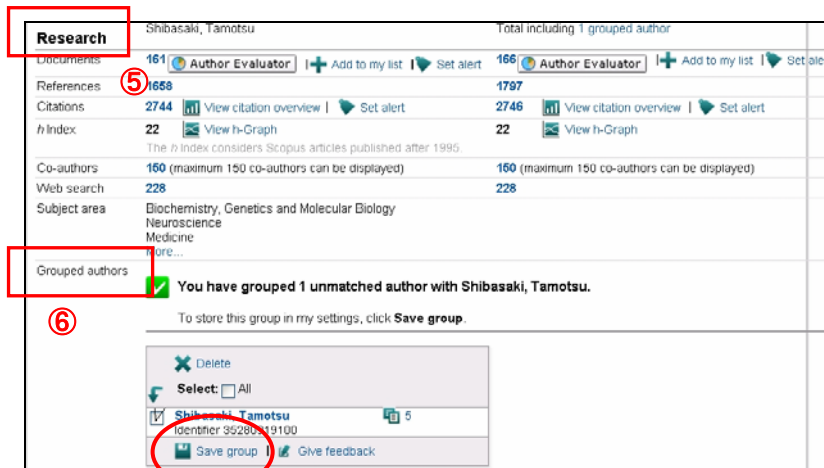 Research Shibasaki, Tamotsu Total including 1 grouped author
Documents 161 Author Evaluator | Add to my list | Set alert 166 Author Evaluator | Add to my list | Set ale
⑤
References 1658 1797
Citations 2744 View citation overview | Set alert 2746 View citation overview | Set alert
h Index 22 View h-Graph 22 View h-Graph
The h Index considers Scopus articles published after 1995.
Co-authors 150 (maximum 150 co-authors can be displayed) 150 (maximum 150 co-authors can be displayed)
Web search 228 228
Subject area Biochemistry, Genetics and Molecular Biology
Neuroscience
Medicine
More...
Grouped authors
You have grouped 1 unmatched author with Shibasaki, Tamotsu.
⑥
To store this group in my settings, click Save group.
Delete
Select: All
Shibasaki, Tamotsu 5
Identifier 35280919100
Save group | Give feedback